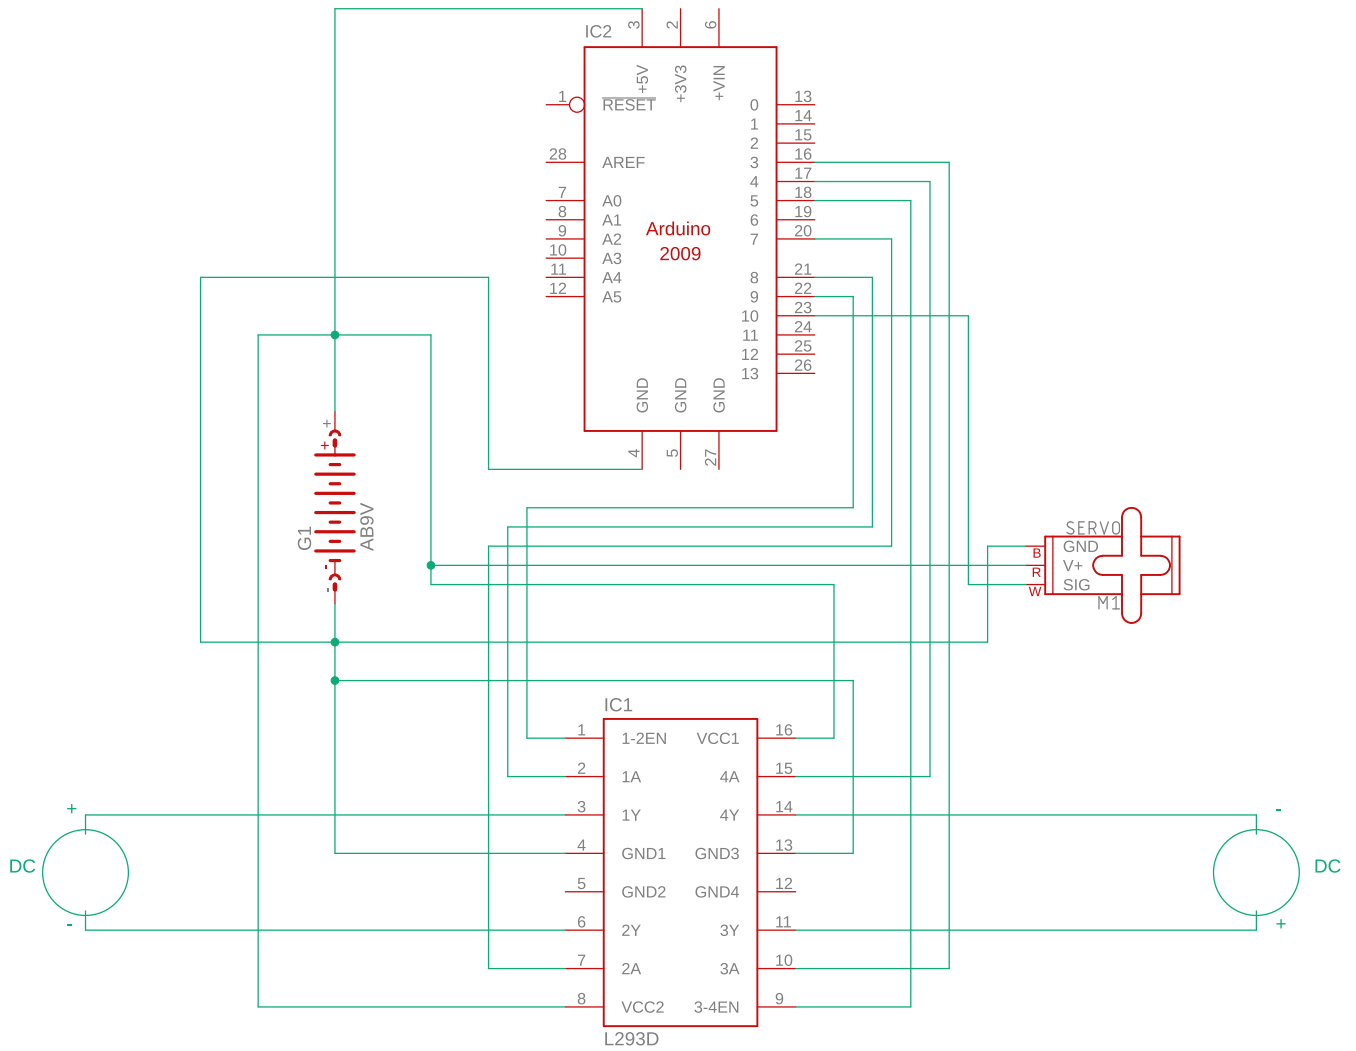 IC2
3
2
6
+5V
+3V3
+VIN
1
RESET
28
AREF
7
A0
8
A1
9
A2
10
A3
11
A4
12
A5
Arduino
2009
0
13
1
14
2
15
3
16
4
17
5
18
6
19
7
20
8
21
9
22
10
23
11
24
12
25
13
26
GND
GND
GND
4
5
27
+
+
G1
AB9V
-
-
SERVO
GND
B
V+
R
SIG
W
M1
IC1
1
1-2EN
VCC1
16
2
1A
4A
15
3
1Y
4Y
14
4
GND1
GND3
13
5
GND2
GND4
12
6
2Y
3Y
11
7
2A
3A
10
8
VCC2
3-4EN
9
L293D
+
DC
-
-
DC
+